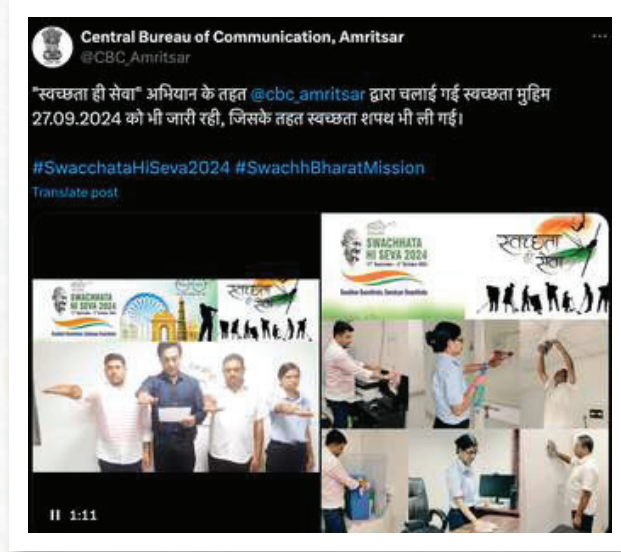 Central Bureau of Communication, Amritsar
@CBC_Amritsar
"स्वच्छता ही सेवा" अभियान के तहत @cbc_amritsar द्वारा चलाई गई स्वच्छता मुहिम
27.09.2024 को भी जारी रही, जिसके तहत स्वच्छता शपथ भी ली गई।
#SwacchataHiSeva2024 #SwachhBharatMission
Translate post
SWACHHATA
HI SEVA 2024
स्वच्छता
ही सेवा
SWACHHATA
HI SEVA 2024
स्वच्छता
ही सेवा
1:11